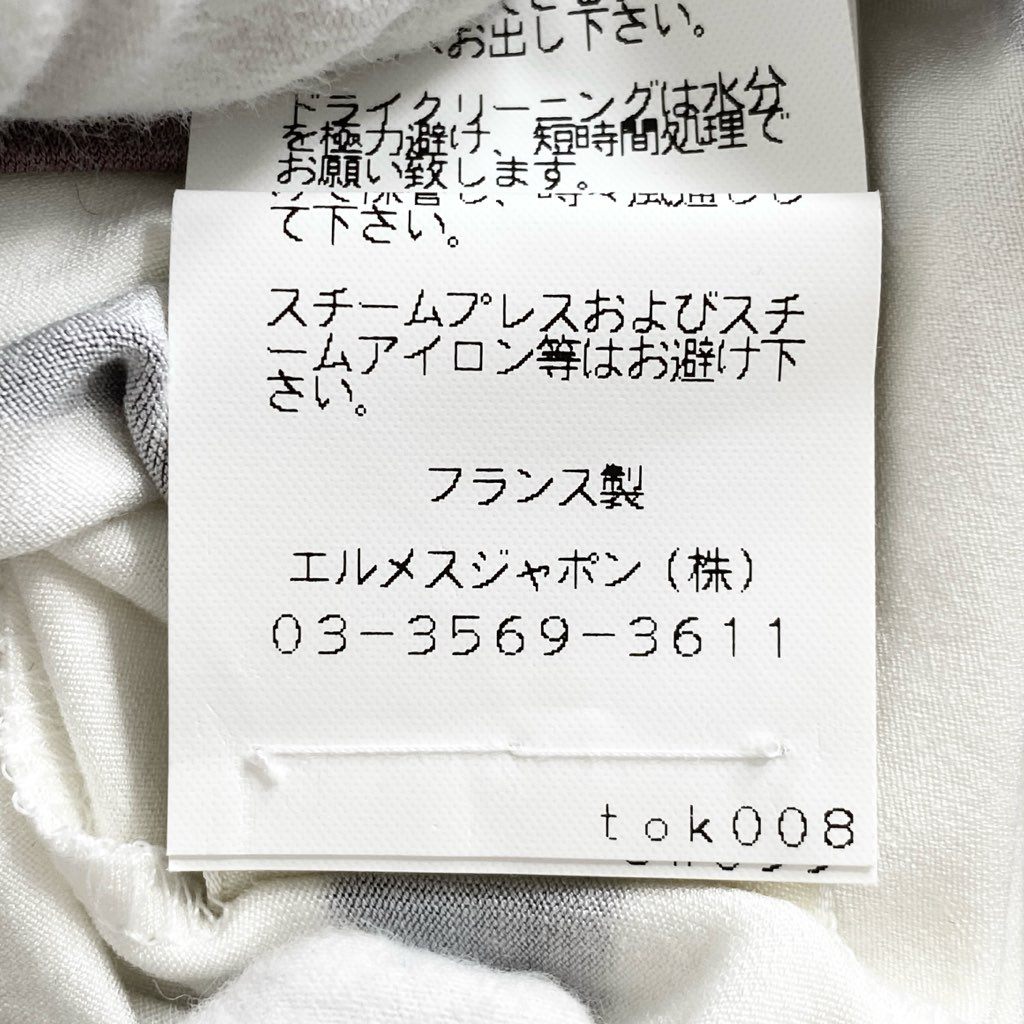 お出し下さい。
ドライクリーニングは水分
を極力避け、短時間処理で
お願い致します。
て下さい。
スチームプレスおよびスチ
ームアイロン等はお避け下
さい。
フランス製
エルメスジャポン(株)
03-3569-3611
tok008